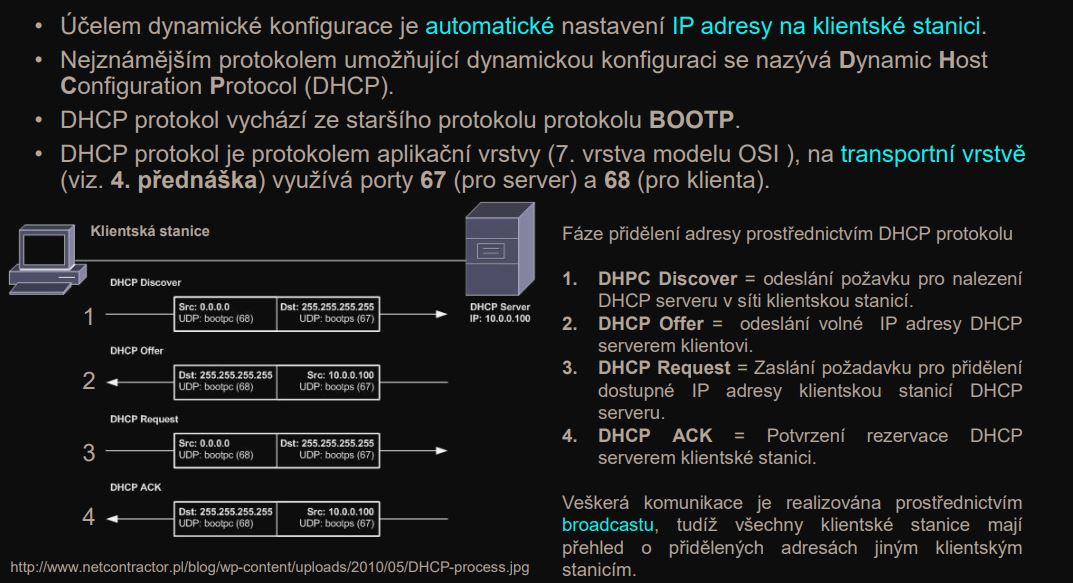 • Účelem dynamické konfigurace je automatické nastavení IP adresy na klientské stanici.
• Nejznámějším protokolem umožňující dynamickou konfiguraci se nazývá Dynamic Host
Configuration Protocol (DHCP).
• DHCP protokol vychází ze staršího protokolu protokolu BOOTP.
• DHCP protokol je protokolem aplikační vrstvy (7. vrstva modelu OSI ), na transportní vrstvě
(viz. 4. přednáška) využívá porty 67 (pro server) a 68 (pro klienta).
Klientská stanice
DHCP Server
IP: 10.0.0.100
DHCP Discover
1
Src: 0.0.0.0 Dst: 255.255.255.255
UDP: bootpc (68) UDP: bootps (67)
DHCP Offer
2
Dst: 255.255.255.255 Src: 10.0.0.100
UDP: bootpc (68) UDP: bootps (67)
DHCP Request
3
Src: 0.0.0.0 Dst: 255.255.255.255
UDP: bootpc (68) UDP: bootps (67)
DHCP ACK
4
Dst: 255.255.255.255 Src: 10.0.0.100
UDP: bootpc (68) UDP: bootps (67)
http://www.netcontractor.pl/blog/wp-content/uploads/2010/05/DHCP-process.jpg
Fáze přidělení adresy prostřednictvím DHCP protokolu
1. DHPC Discover = odeslání požavku pro nalezení
DHCP serveru v síti klientskou stanicí.
2. DHCP Offer = odeslání volné IP adresy DHCP
serverem klientovi.
3. DHCP Request = Zaslání požadavku pro přidělení
dostupné IP adresy klientskou stanicí DHCP
serveru.
4. DHCP ACK = Potvrzení rezervace DHCP
serverem klientské stanici.
Veškerá komunikace je realizována prostřednictvím
broadcastu, tudíž všechny klientské stanice mají
přehled o přidělených adresách jiným klientským
stanicím.